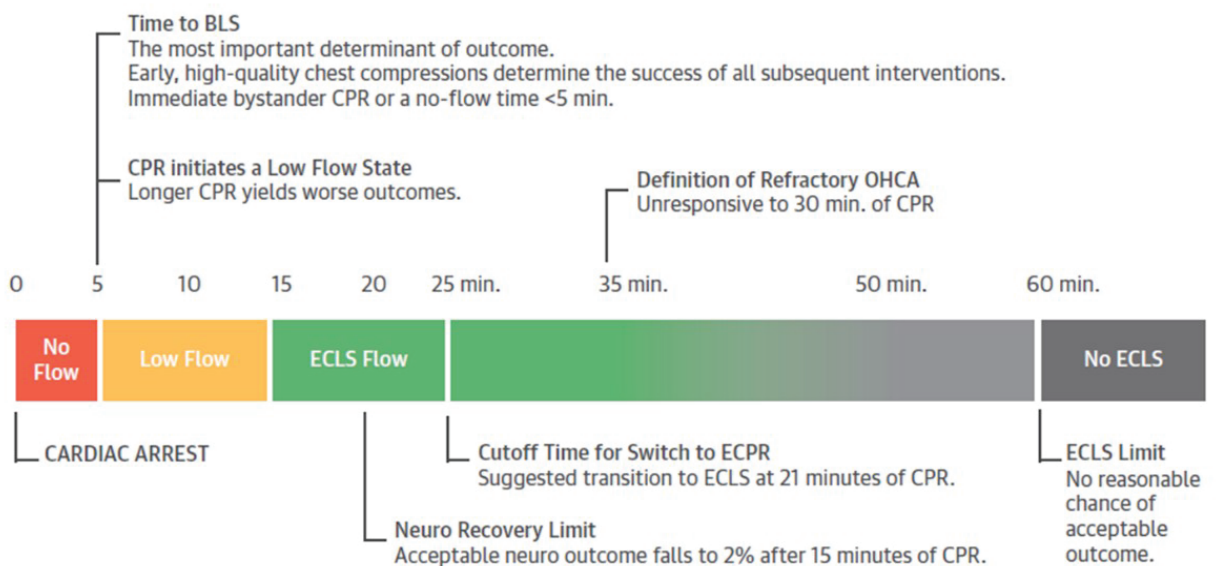 Time to BLS
The most important determinant of outcome.
Early, high-quality chest compressions determine the success of all subsequent interventions.
Immediate bystander CPR or a no-flow time <5 min.
CPR initiates a Low Flow State
Longer CPR yields worse outcomes.
Definition of Refractory OHCA
Unresponsive to 30 min. of CPR
0 5 10 15 20 25 min. 35 min. 50 min. 60 min.
No
Flow
Low Flow
ECLS Flow
No ECLS
CARDIAC ARREST
Cutoff Time for Switch to ECPR
Suggested transition to ECLS at 21 minutes of CPR.
Neuro Recovery Limit
Acceptable neuro outcome falls to 2% after 15 minutes of CPR.
ECLS Limit
No reasonable
chance of
acceptable
outcome.